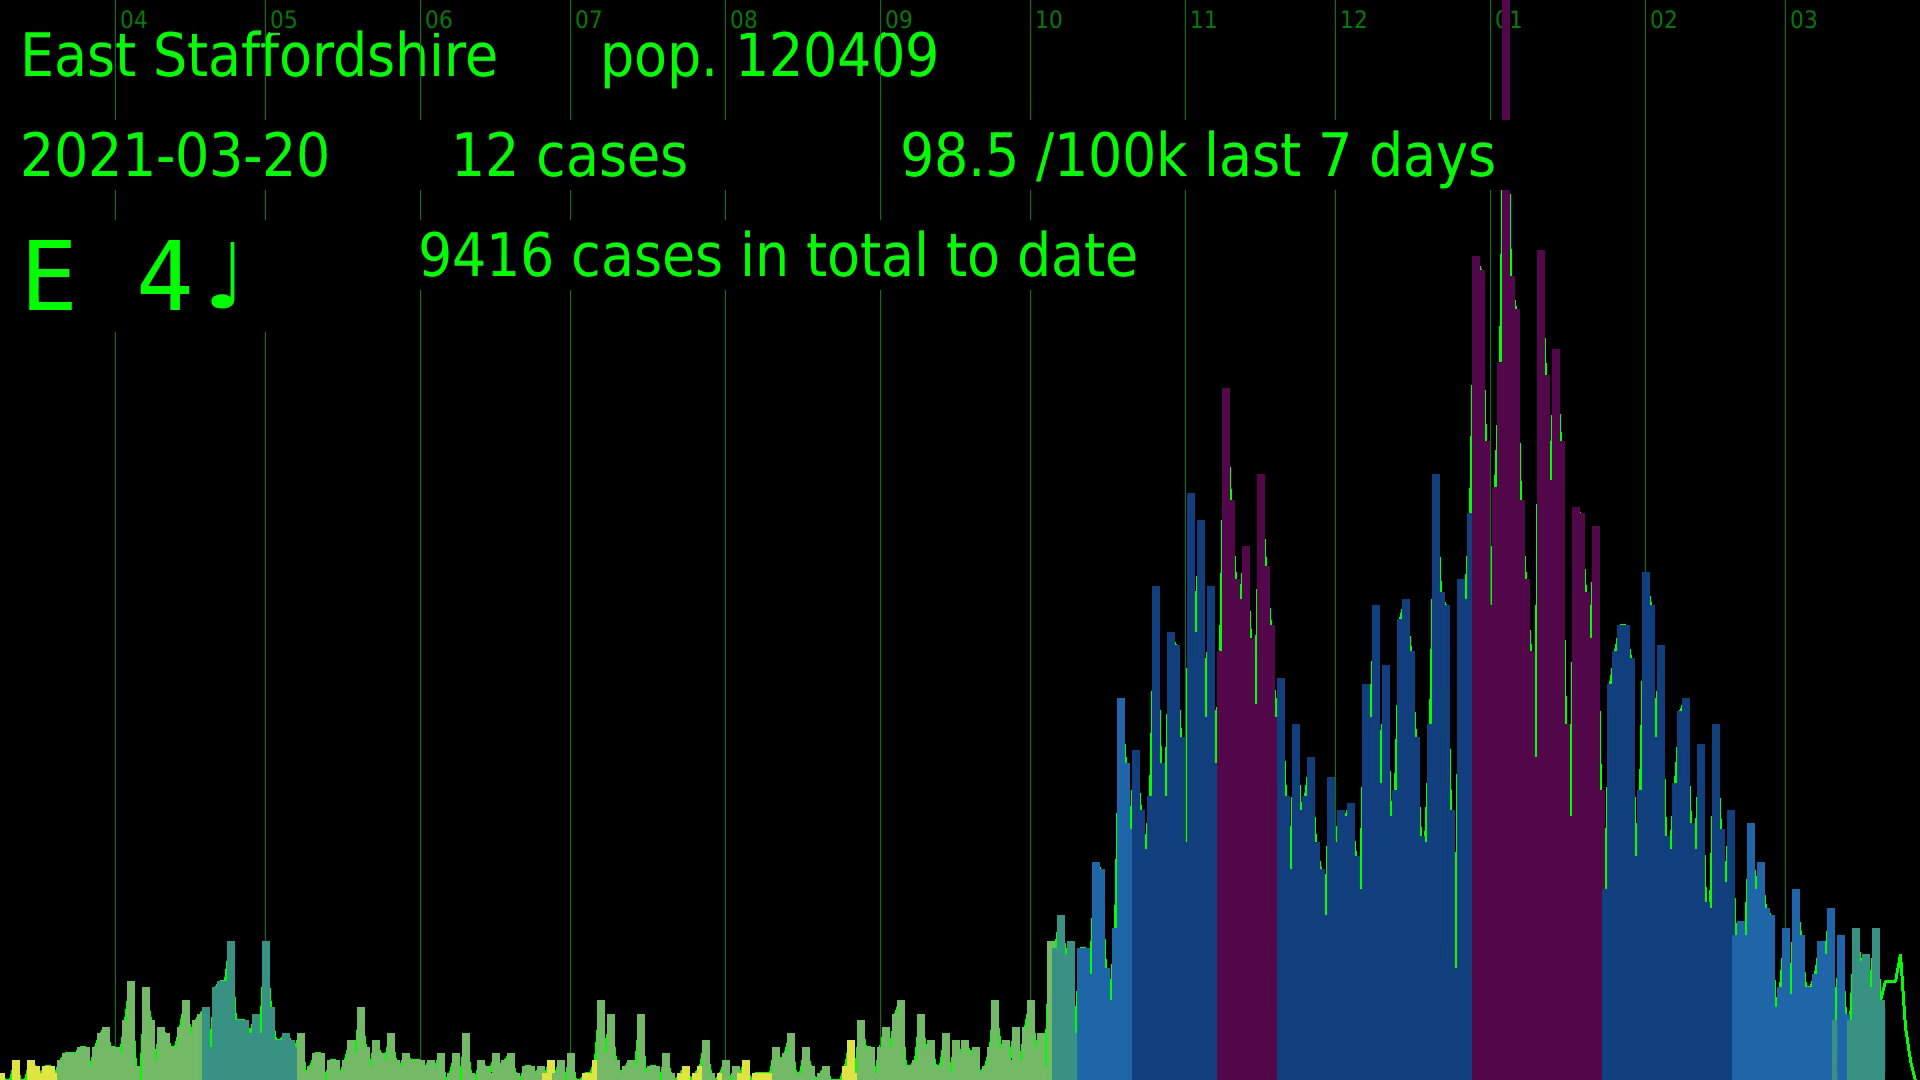 04 05 06 07 08 09 10 11 12 01 02 03
East Staffordshire pop. 120409
2021-03-20 12 cases 98.5 /100k last 7 days
E 4♩ 9416 cases in total to date